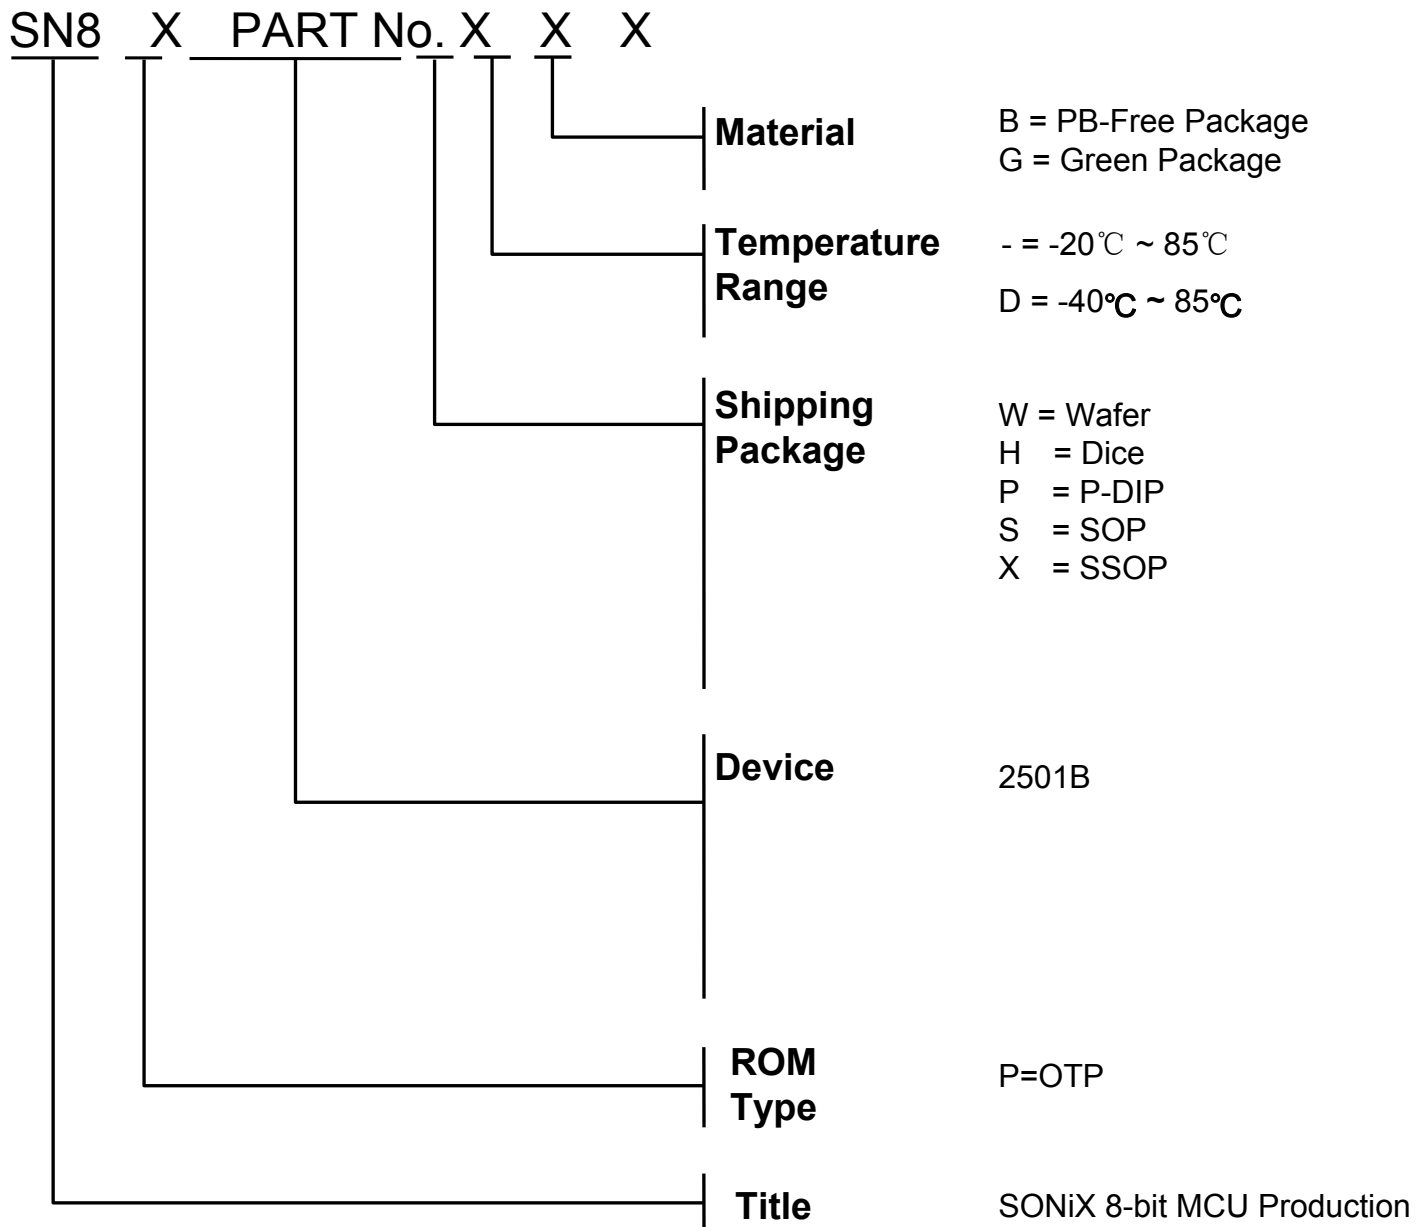 SN8 X PART No. X X X
Material
B = PB-Free Package
G = Green Package
Temperature
Range
- = -20℃ ~ 85℃
D = -40℃ ~ 85℃
Shipping
Package
W = Wafer
H = Dice
P = P-DIP
S = SOP
X = SSOP
Device
2501B
ROM
Type
P=OTP
Title
SONiX 8-bit MCU Production